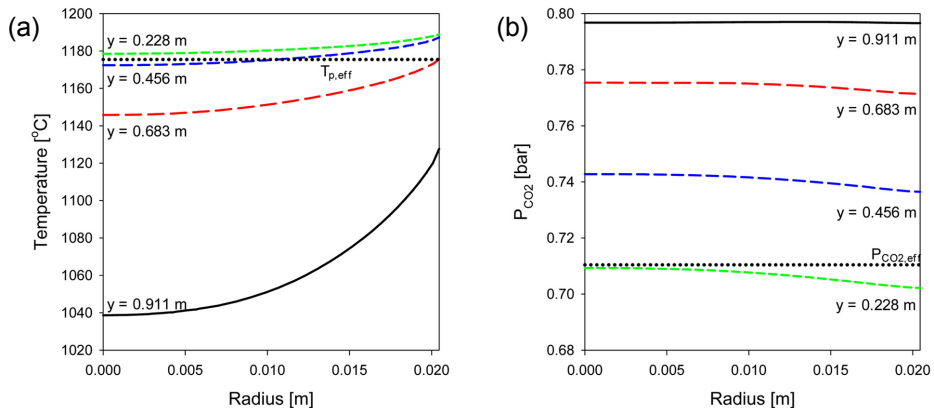 (a)
1200
1180
1160
1140
1120
1100
1080
1060
1040
1020
Temperature [°C]
y = 0.228 m
T p,eff
y = 0.456 m
y = 0.683 m
y = 0.911 m
0.000
0.005
0.010
0.015
0.020
Radius [m]
(b)
0.80
0.78
0.76
0.74
0.72
0.70
0.68
P CO2 [bar]
y = 0.911 m
y = 0.683 m
y = 0.456 m
P CO2,eff
y = 0.228 m
0.000
0.005
0.010
0.015
0.020
Radius [m]